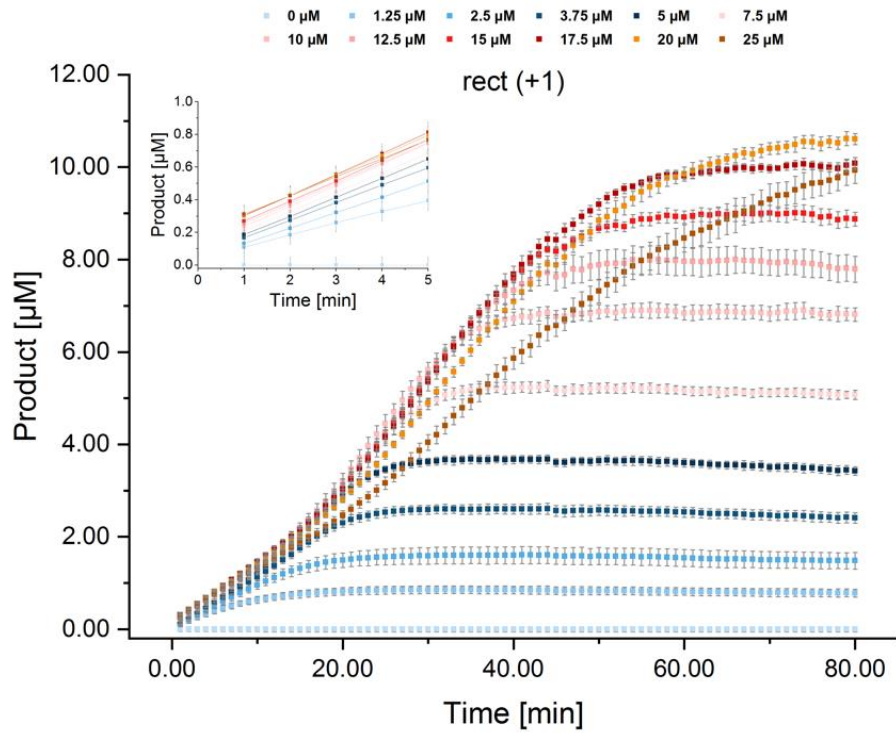 0 µM 1.25 µM 2.5 µM 3.75 µM 5 µM 7.5 µM
10 µM 12.5 µM 15 µM 17.5 µM 20 µM 25 µM
12.00
rect (+1)
1.0
0.8
0.6
0.4
0.2
0.0
Product [µM]
1 2 3 4 5
Time [min]
10.00
8.00
6.00
4.00
2.00
0.00
Product [µM]
0.00 20.00 40.00 60.00 80.00
Time [min]